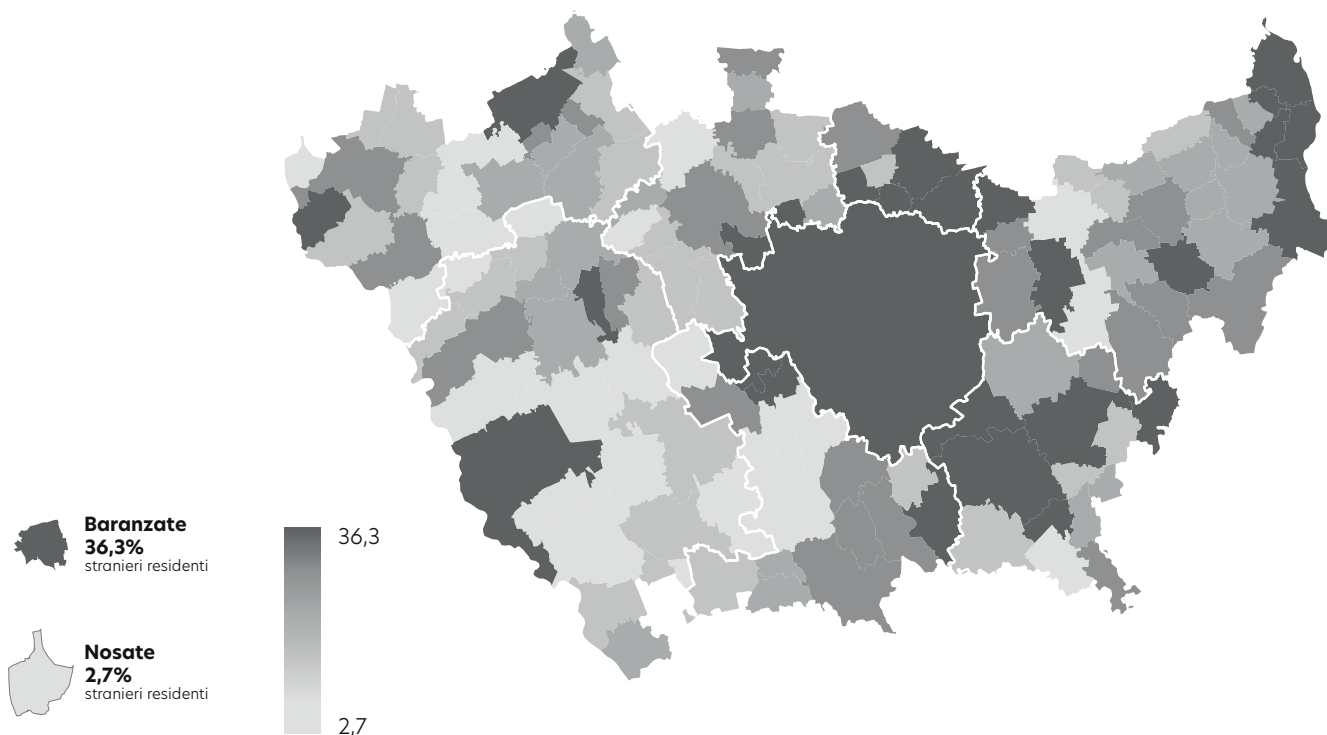 Baranzate
36,3%
stranieri residenti
Nosate
2,7%
stranieri residenti
36,3
2,7